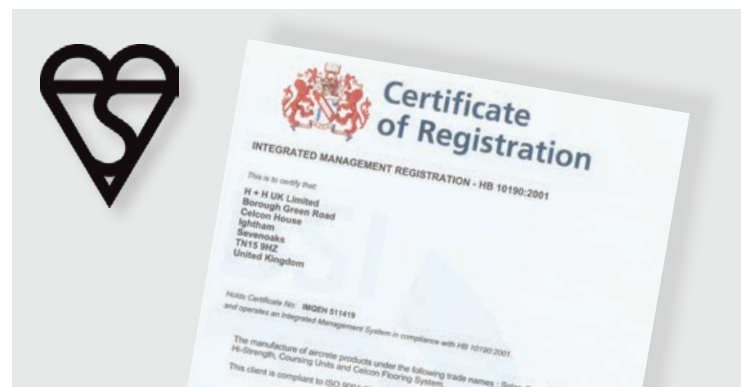 Certificate
of Registration
INTEGRATED MANAGEMENT REGISTRATION - HB 10190:2001
This is to certify that:
H + H UK Limited
Borough Green Road
Celcon House
Ightham
Sevenoaks
TN15 9HZ
United Kingdom
Holds Certificate No: IMQEH 511419
and operates an Integrated Management System in compliance with HB 10190:2001.
The manufacture of aircrete products under the following trade names : Solar
Hi-Strength, Coursing Units and Celcon Flooring System.
This client is compliant to ISO 9001